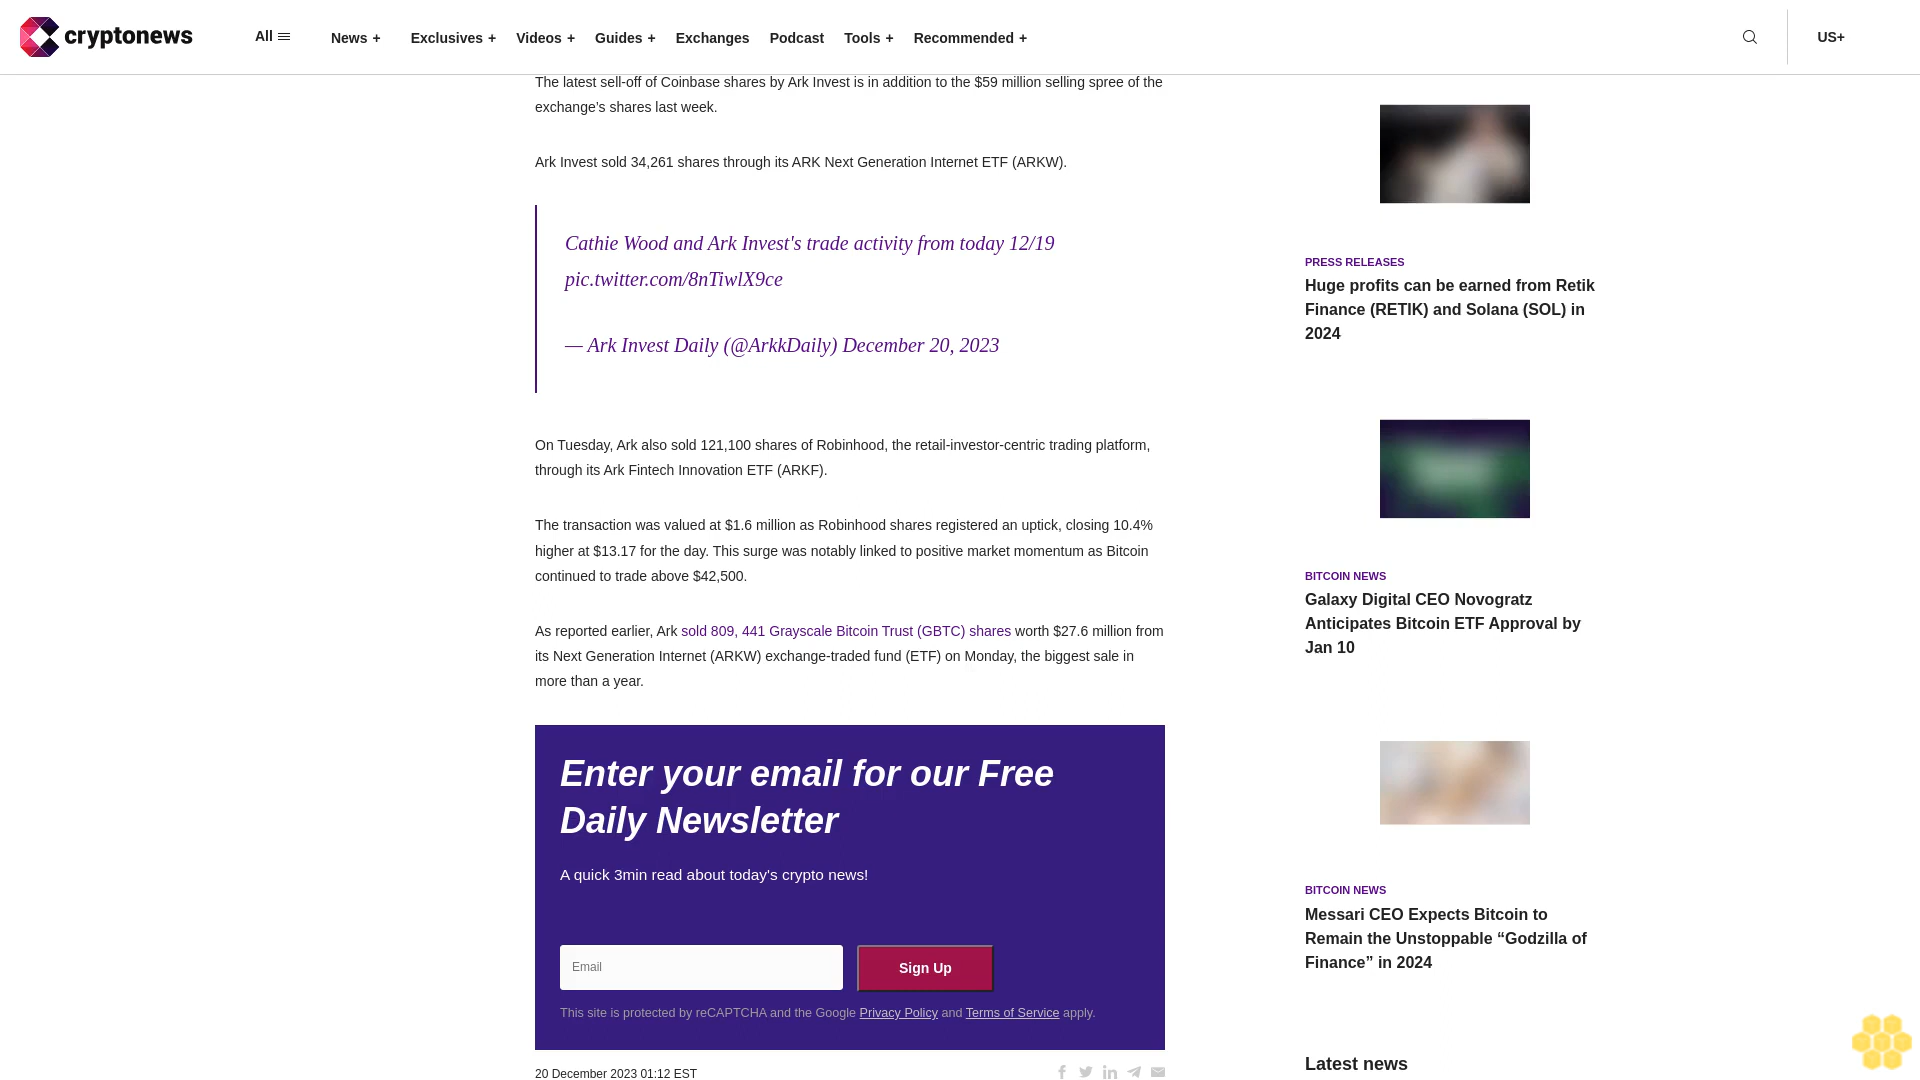 cryptonews
All
News +
Exclusives +
Videos +
Guides +
Exchanges
Podcast
Tools +
Recommended +
US+
The latest sell-off of Coinbase shares by Ark Invest is in addition to the $59 million selling spree of the
exchange’s shares last week.
Ark Invest sold 34,261 shares through its ARK Next Generation Internet ETF (ARKW).
Cathie Wood and Ark Invest's trade activity from today 12/19
pic.twitter.com/8nTiwlX9ce
— Ark Invest Daily (@ArkkDaily) December 20, 2023
On Tuesday, Ark also sold 121,100 shares of Robinhood, the retail-investor-centric trading platform,
through its Ark Fintech Innovation ETF (ARKF).
The transaction was valued at $1.6 million as Robinhood shares registered an uptick, closing 10.4%
higher at $13.17 for the day. This surge was notably linked to positive market momentum as Bitcoin
continued to trade above $42,500.
As reported earlier, Ark sold 809, 441 Grayscale Bitcoin Trust (GBTC) shares worth $27.6 million from
its Next Generation Internet (ARKW) exchange-traded fund (ETF) on Monday, the biggest sale in
more than a year.
Enter your email for our Free
Daily Newsletter
A quick 3min read about today's crypto news!
Email
Sign Up
This site is protected by reCAPTCHA and the Google Privacy Policy and Terms of Service apply.
20 December 2023 01:12 EST
PRESS RELEASES
Huge profits can be earned from Retik
Finance (RETIK) and Solana (SOL) in
2024
BITCOIN NEWS
Galaxy Digital CEO Novogratz
Anticipates Bitcoin ETF Approval by
Jan 10
BITCOIN NEWS
Messari CEO Expects Bitcoin to
Remain the Unstoppable “Godzilla of
Finance” in 2024
Latest news